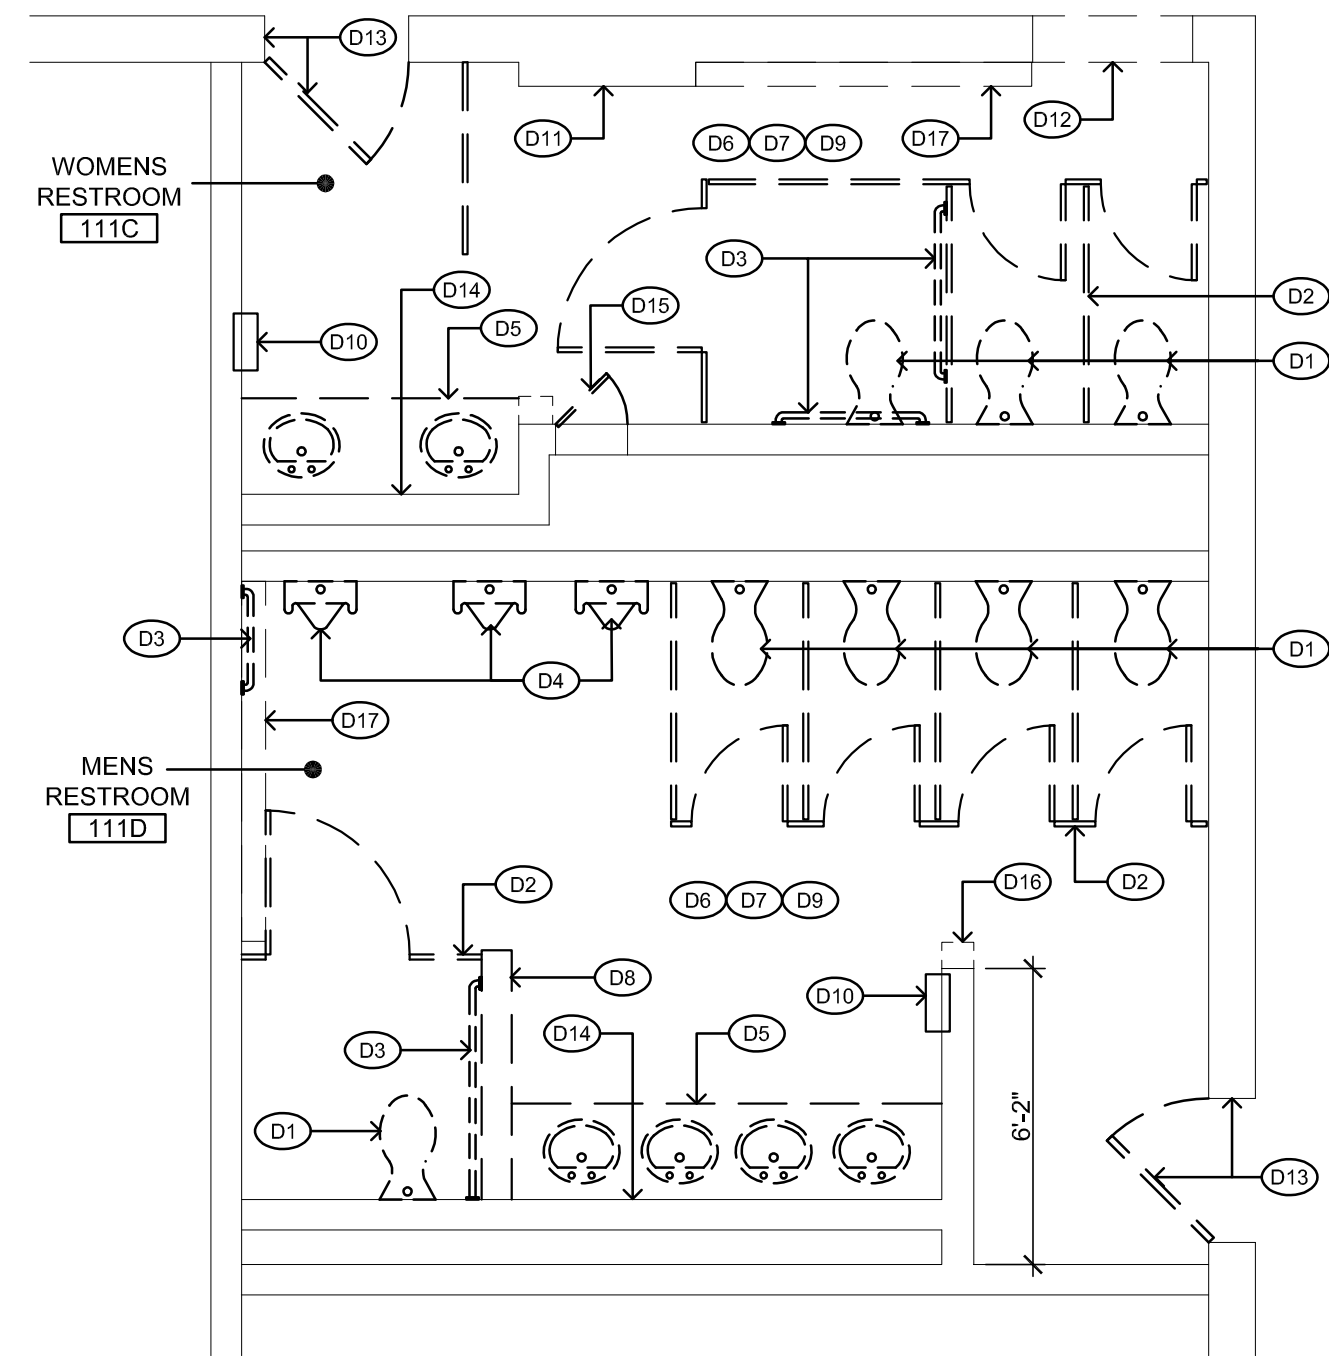 D13
D11
D6 D7 D9
D17
D12
WOMENS
RESTROOM
111C
D3
D14
D15
D2
D5
D10
D1
D3
D1
D4
D17
MENS
RESTROOM
111D
D2
D16
D2
D6 D7 D9
D8
D10
D14
D5
D3
6'-2"
D1
D13